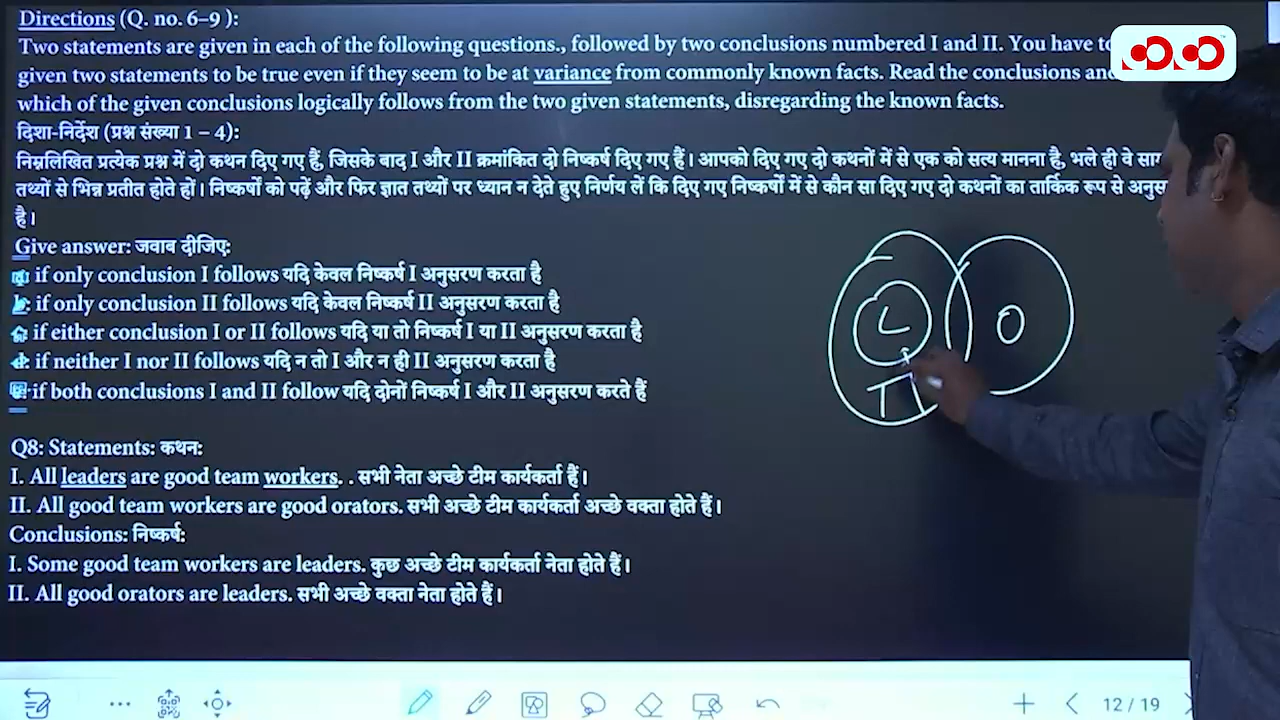 Directions (Q. no. 6–9 ):
Two statements are given in each of the following questions., followed by two conclusions numbered I and II. You have to
given two statements to be true even if they seem to be at variance from commonly known facts. Read the conclusions and
which of the given conclusions logically follows from the two given statements, disregarding the known facts.
दिशा-निर्देश (प्रश्न संख्या 1 – 4):
निम्नलिखित प्रत्येक प्रश्न में दो कथन दिए गए हैं, जिसके बाद I और II क्रमांकित दो निष्कर्ष दिए गए हैं। आपको दिए गए दो कथनों में से एक को सत्य मानना है, भले ही वे
तथ्यों से भिन्न प्रतीत होते हों। निष्कर्षों को पढ़ें और फिर ज्ञात तथ्यों पर ध्यान न देते हुए निर्णय लें कि दिए गए निष्कर्षों में से कौन सा दिए गए दो कथनों का तार्किक रूप से
है।
Give answer: जवाब दीजिए:
if only conclusion I follows यदि केवल निष्कर्ष I अनुसरण करता है
b: if only conclusion II follows यदि केवल निष्कर्ष II अनुसरण करता है
c: if either conclusion I or II follows यदि या तो निष्कर्ष I या II अनुसरण करता है
d: if neither I nor II follows यदि न तो I और न ही II अनुसरण करता है
if both conclusions I and II follow यदि दोनों निष्कर्ष I और II अनुसरण करते हैं
Q8: Statements: कथन:
I. All leaders are good team workers. . सभी नेता अच्छे टीम कार्यकर्ता हैं।
II. All good team workers are good orators. सभी अच्छे टीम कार्यकर्ता अच्छे वक्ता होते हैं।
Conclusions: निष्कर्ष:
I. Some good team workers are leaders. कुछ अच्छे टीम कार्यकर्ता नेता होते हैं।
II. All good orators are leaders. सभी अच्छे वक्ता नेता होते हैं।
L
O
T
12 / 19